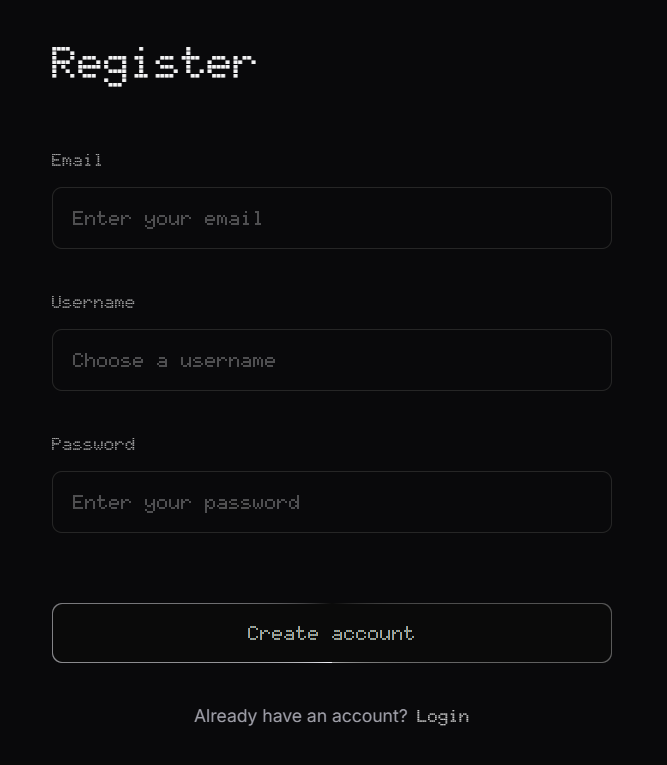 Register
Email
Enter your email
Username
Choose a username
Password
Enter your password
Create account
Already have an account? Login